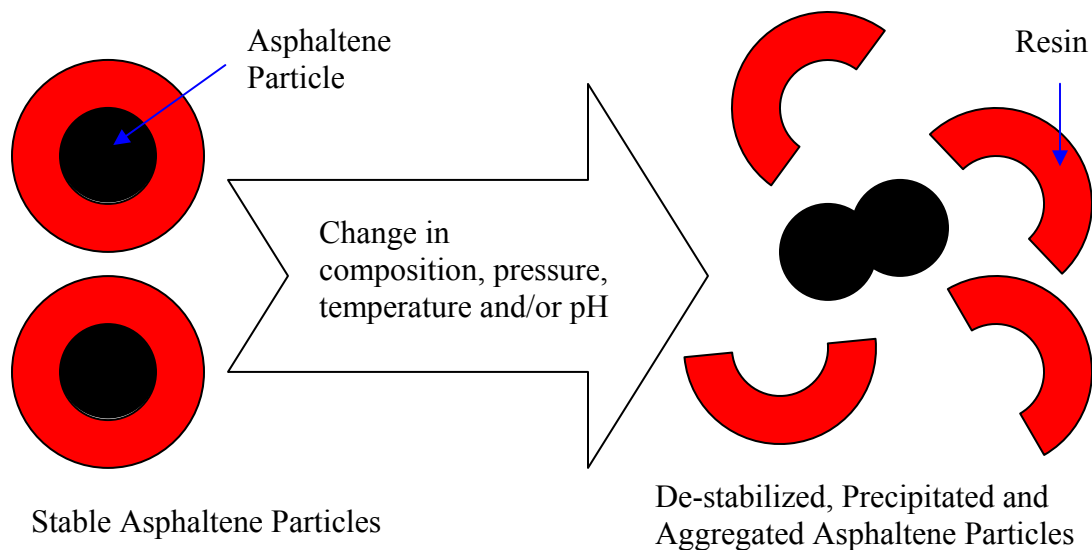 Asphaltene
Particle
Resin
Change in
composition, pressure,
temperature and/or pH
Stable Asphaltene Particles
De-stabilized, Precipitated and
Aggregated Asphaltene Particles